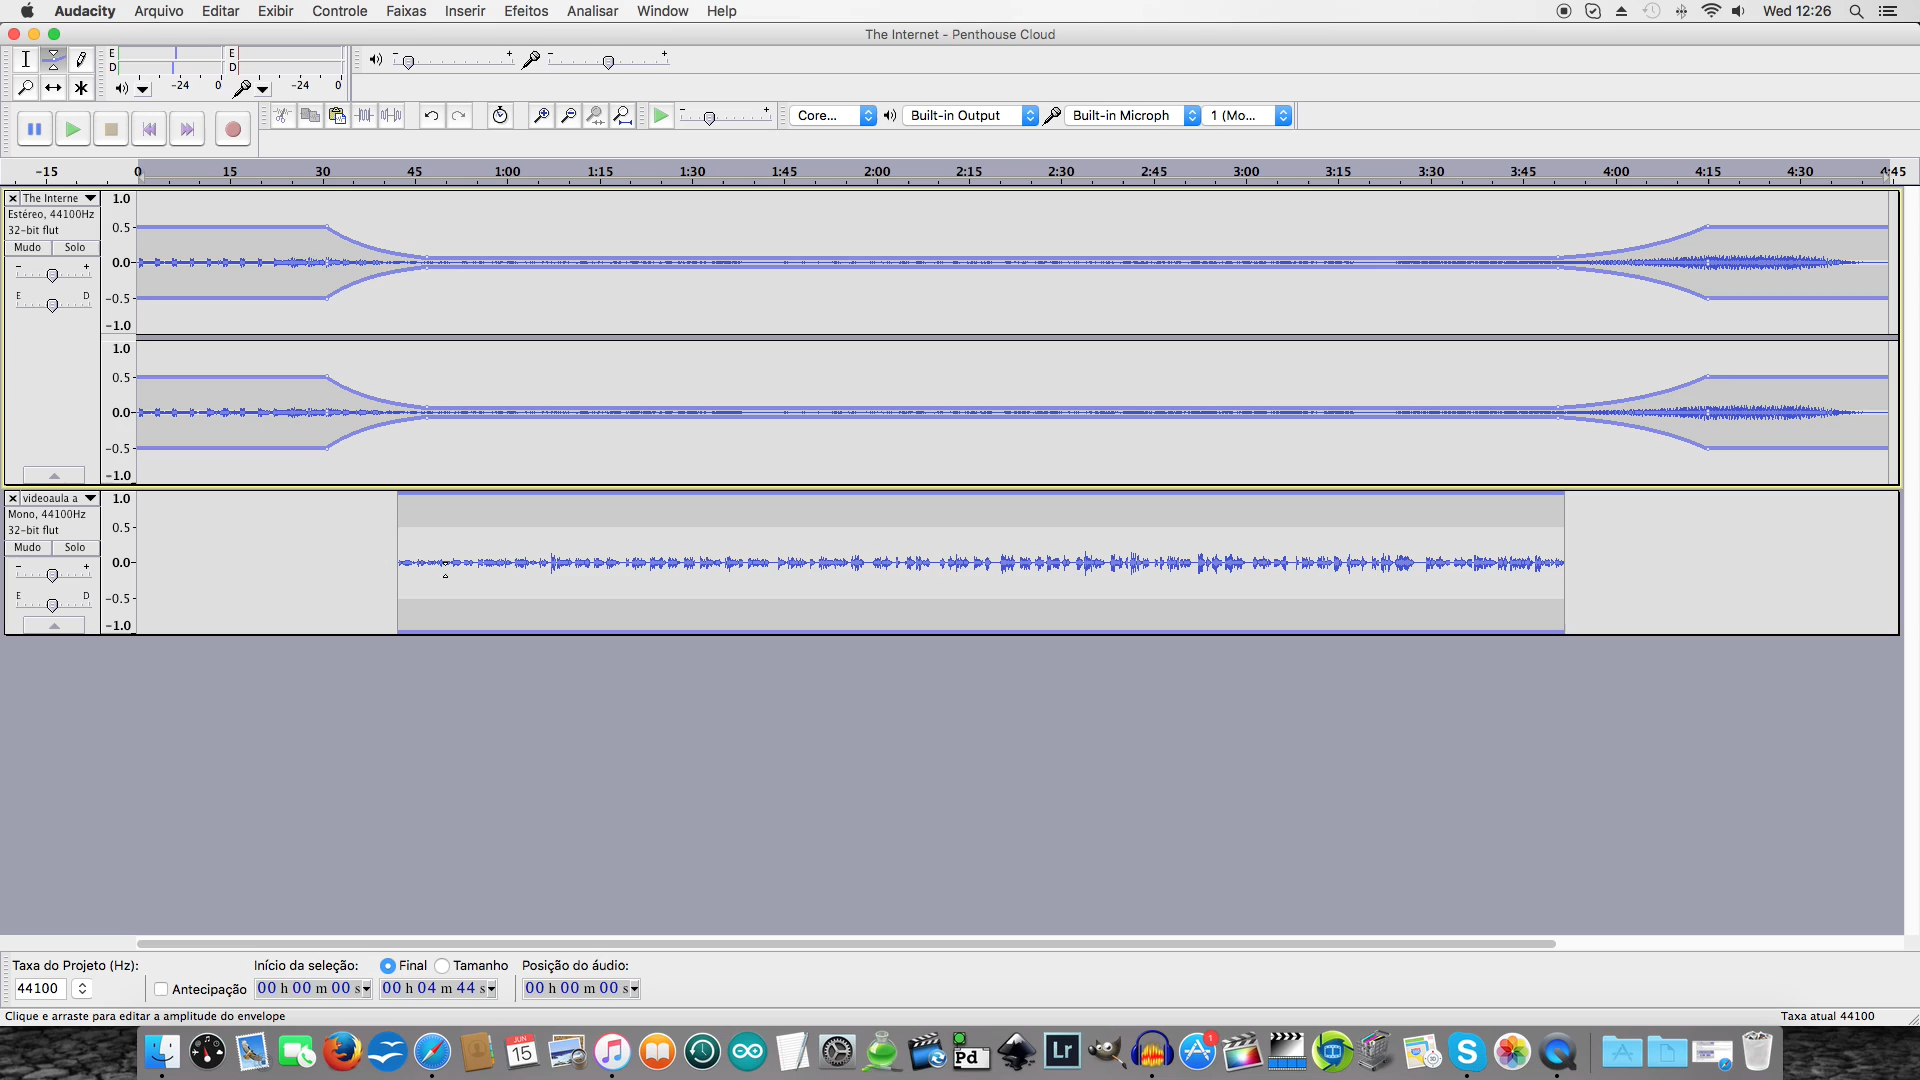 Audacity Arquivo Editar Exibir Controle Faixas Inserir Efeitos Analisar Window Help Wed 12:26
The Internet - Penthouse Cloud
E E
D D
-24 0 -24 0
Core... Built-in Output Built-in Microph 1 (Mo...
-15 0 15 30 45 1:00 1:15 1:30 1:45 2:00 2:15 2:30 2:45 3:00 3:15 3:30 3:45 4:00 4:15 4:30 4:45
The Interne
Estéreo, 44100Hz
32-bit flut
Mudo Solo
E D
1.0
0.5
0.0
-0.5
-1.0
1.0
0.5
0.0
-0.5
-1.0
videoaula a
Mono, 44100Hz
32-bit flut
Mudo Solo
E D
1.0
0.5
0.0
-0.5
-1.0
Taxa do Projeto (Hz): Início da seleção: Final Tamanho Posição do áudio:
44100 Antecipação 00 h 00 m 00 s 00 h 04 m 44 s 00 h 00 m 00 s
Clique e arraste para editar a amplitude do envelope Taxa atual 44100
JUN
15
Pd
Lr
1